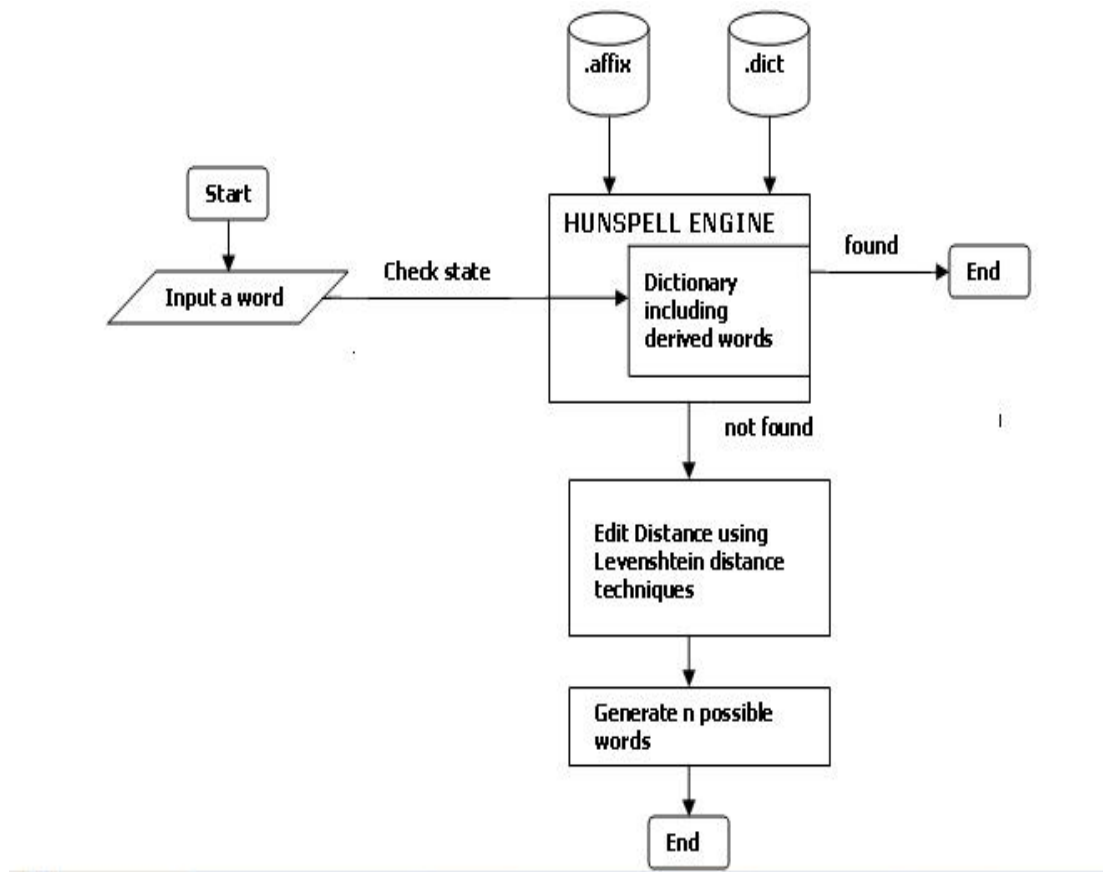 .affix
.dict
Start
HUNSPELL ENGINE
found
End
Check state
Input a word
Dictionary
including
derived words
not found
Edit Distance using
Levenshtein distance
techniques
Generate n possible
words
End